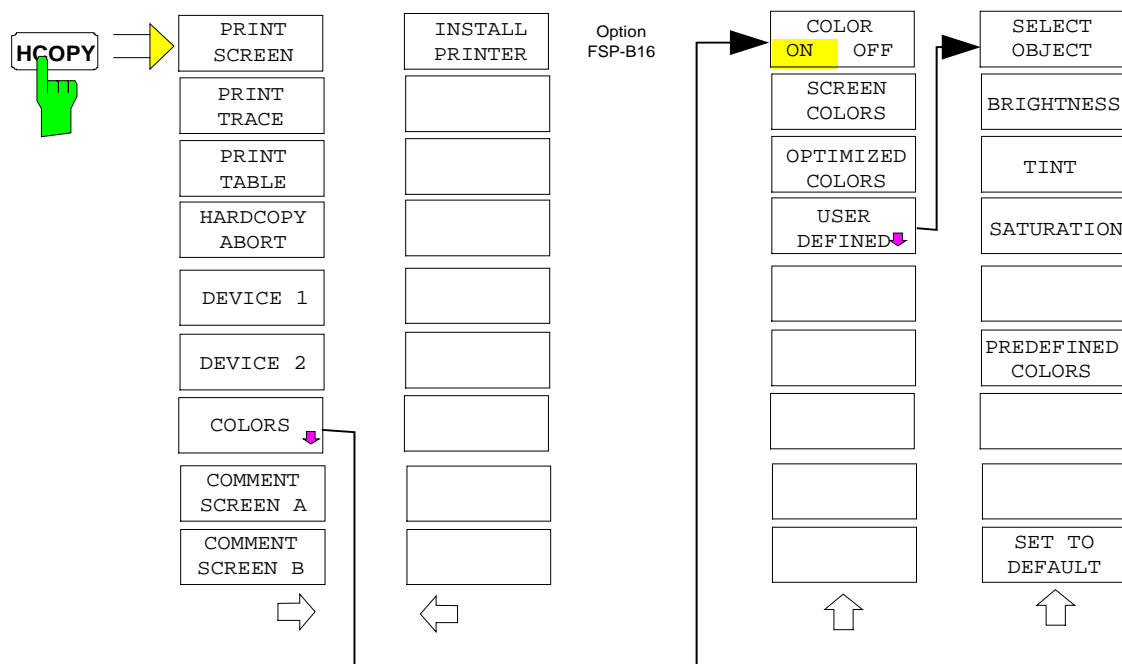 HCOPY
PRINT
SCREEN
PRINT
TRACE
PRINT
TABLE
HARDCOPY
ABORT
DEVICE 1
DEVICE 2
COLORS
COMMENT
SCREEN A
COMMENT
SCREEN B
INSTALL
PRINTER
Option
FSP-B16
COLOR
ON OFF
SCREEN
COLORS
OPTIMIZED
COLORS
USER
DEFINED
SELECT
OBJECT
BRIGHTNESS
TINT
SATURATION
PREDEFINED
COLORS
SET TO
DEFAULT